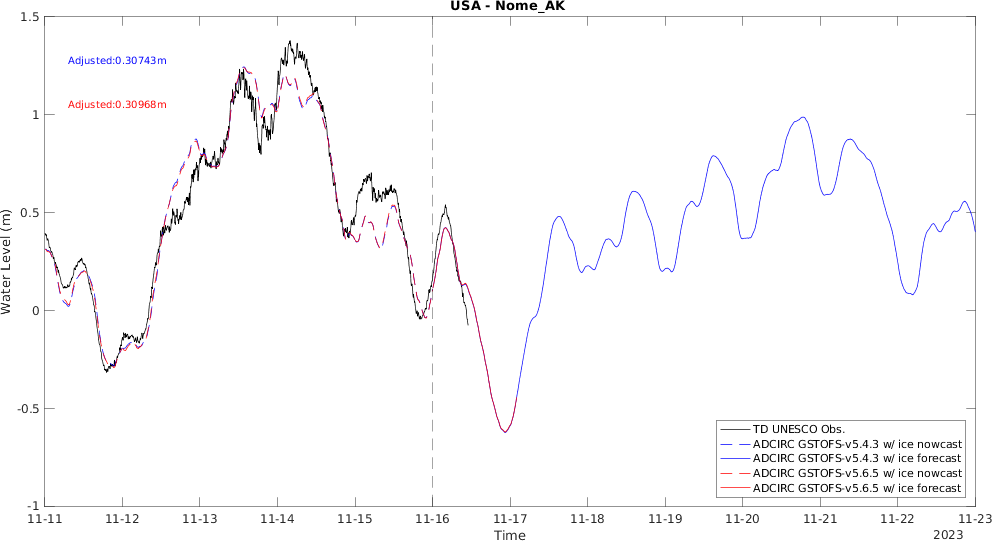 USA - Nome_AK
1.5
1
0.5
0
-0.5
-1
Water Level (m)
Adjusted:0.30743m
Adjusted:0.30968m
TD UNESCO Obs.
ADCIRC GSTOFS-v5.4.3 w/ ice nowcast
ADCIRC GSTOFS-v5.4.3 w/ ice forecast
ADCIRC GSTOFS-v5.6.5 w/ ice nowcast
ADCIRC GSTOFS-v5.6.5 w/ ice forecast
11-11 11-12 11-13 11-14 11-15 11-16 11-17 11-18 11-19 11-20 11-21 11-22 11-23
Time
2023